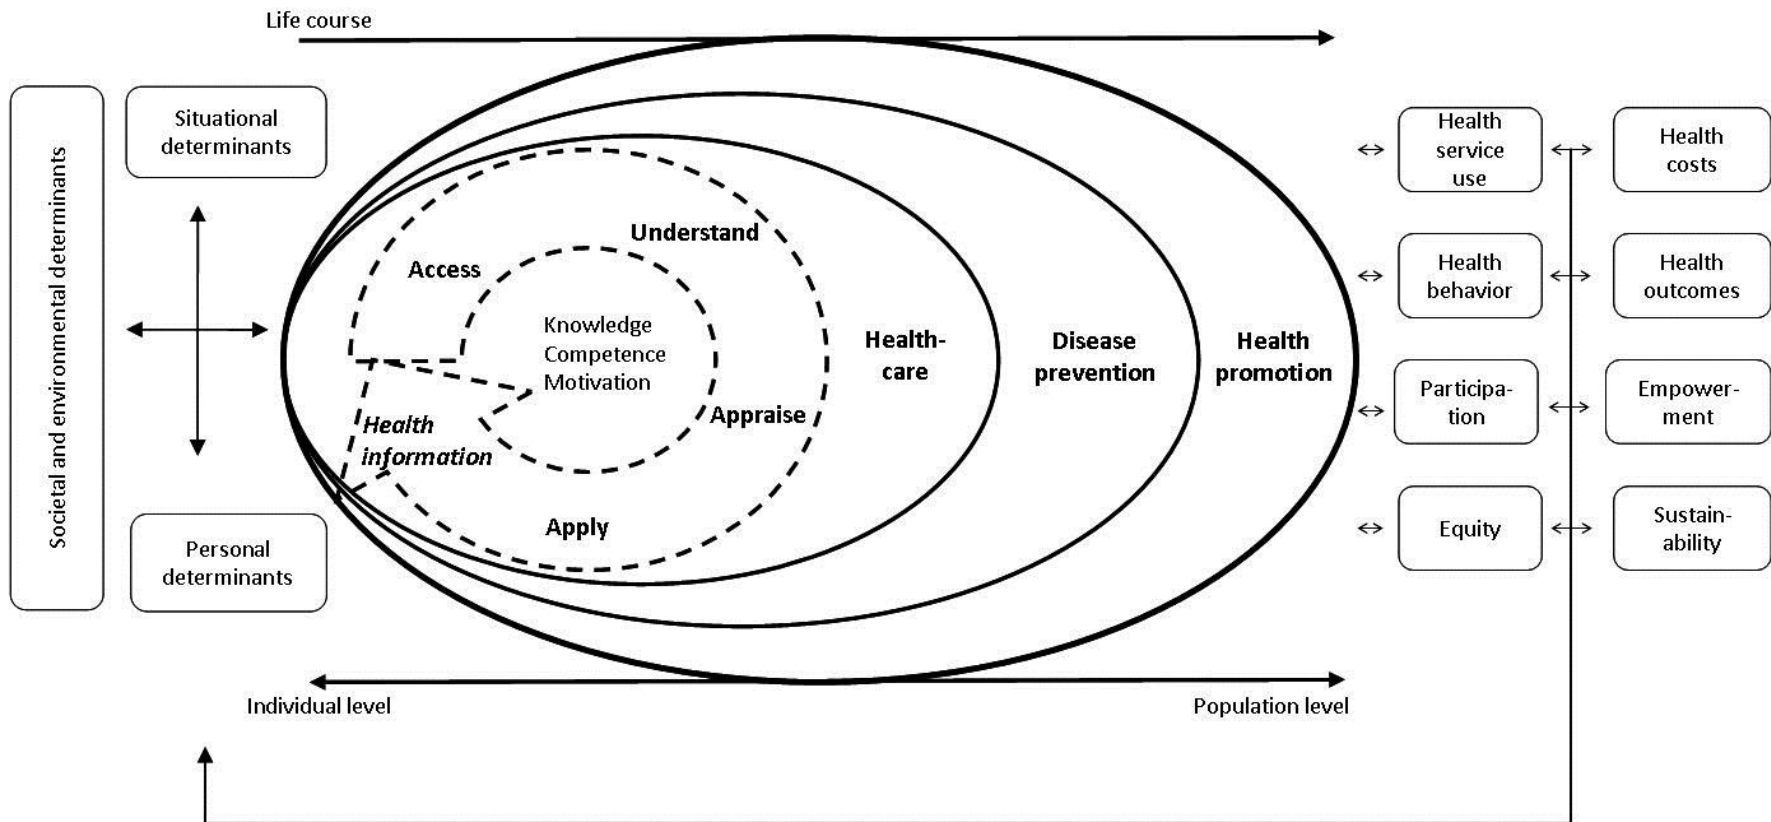 Life course
Societal and environmental determinants
Situational
determinants
Personal
determinants
Access
Understand
Knowledge
Competence
Motivation
Health
information
Appraise
Apply
Health-
care
Disease
prevention
Health
promotion
Health
service
use
Health
costs
Health
behavior
Health
outcomes
Participa-
tion
Empower-
ment
Equity
Sustain-
ability
Individual level
Population level